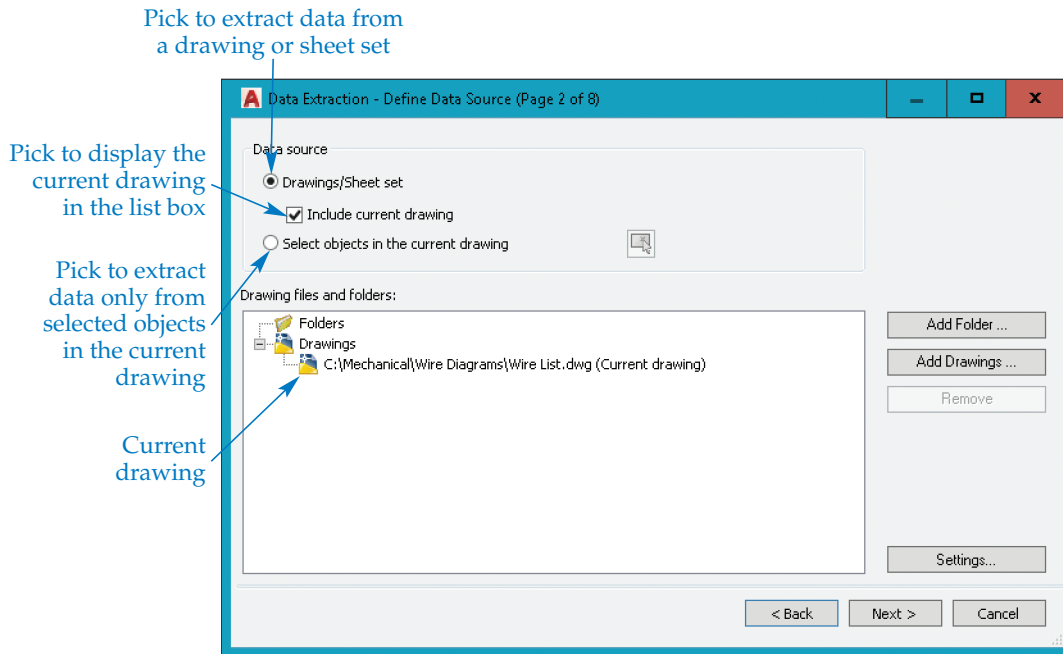 Pick to extract data from
a drawing or sheet set
Data Extraction - Define Data Source (Page 2 of 8)
Pick to display the
current drawing
in the list box
Data source
Drawings/Sheet set
Include current drawing
Select objects in the current drawing
Pick to extract
data only from
selected objects
in the current
drawing
Drawing files and folders:
Folders
Drawings
C:\Mechanical\Wire Diagrams\Wire List.dwg (Current drawing)
Add Folder ...
Add Drawings ...
Remove
Current
drawing
Settings...
< Back
Next >
Cancel